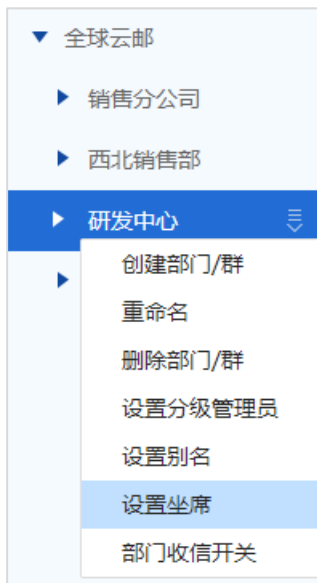 全球云邮
销售分公司
西北销售部
研发中心
创建部门/群
重命名
删除部门/群
设置分级管理员
设置别名
设置坐席
部门收信开关